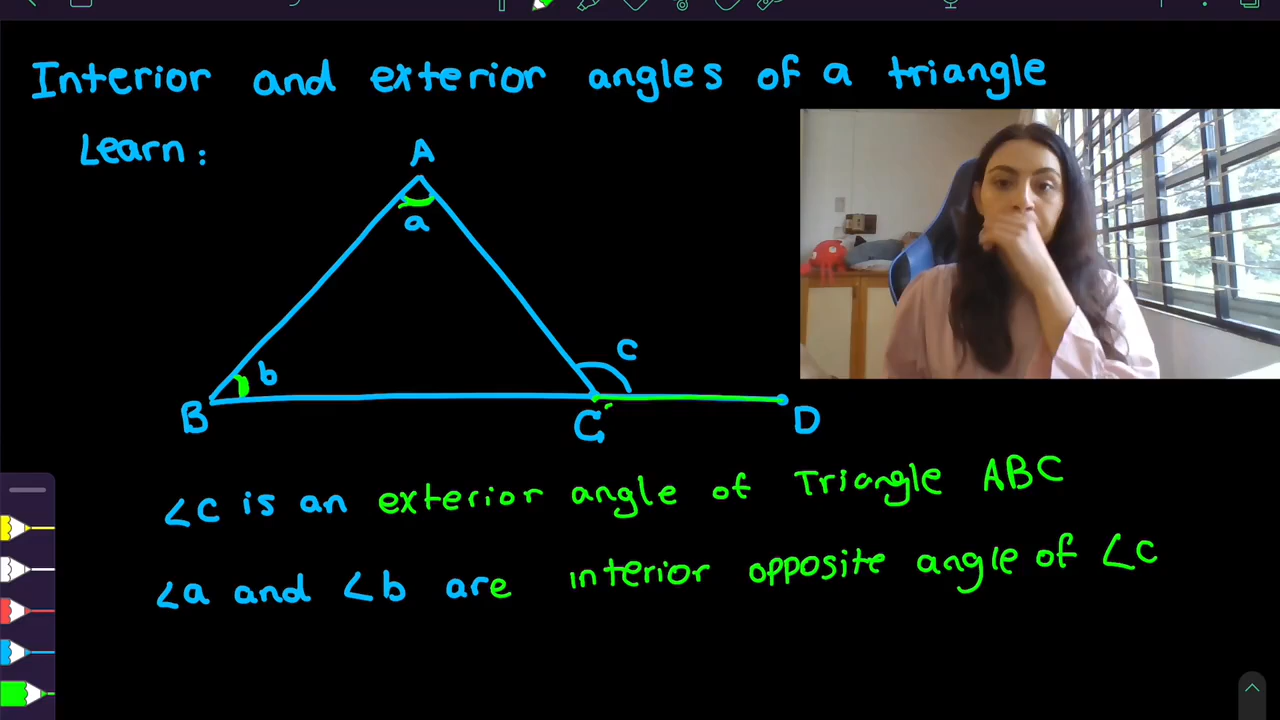 Interior and exterior angles of a triangle
Learn:
A
a
b
c
B
C
D
∠c is an exterior angle of Triangle ABC
∠a and ∠b are interior opposite angle of ∠c